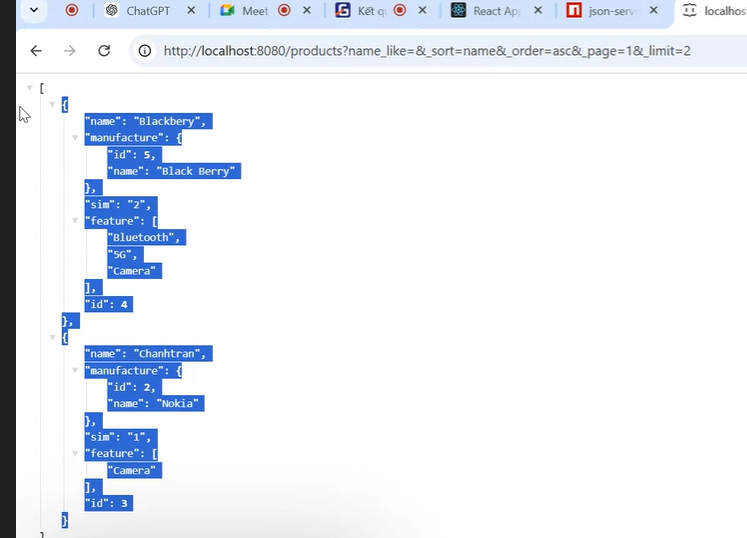 ChatGPT
Meet
Kết q
React Ap
json-serv
localhos
http://localhost:8080/products?name_like=&_sort=name&_order=asc&_page=1&_limit=2
[
{
"name": "Blackbery",
"manufacture": {
"id": 5,
"name": "Black Berry"
},
"sim": "2",
"feature": [
"Bluetooth",
"5G",
"Camera"
],
"id": 4
},
{
"name": "Chanhtran",
"manufacture": {
"id": 2,
"name": "Nokia"
},
"sim": "1",
"feature": [
"Camera"
],
"id": 3
}
]